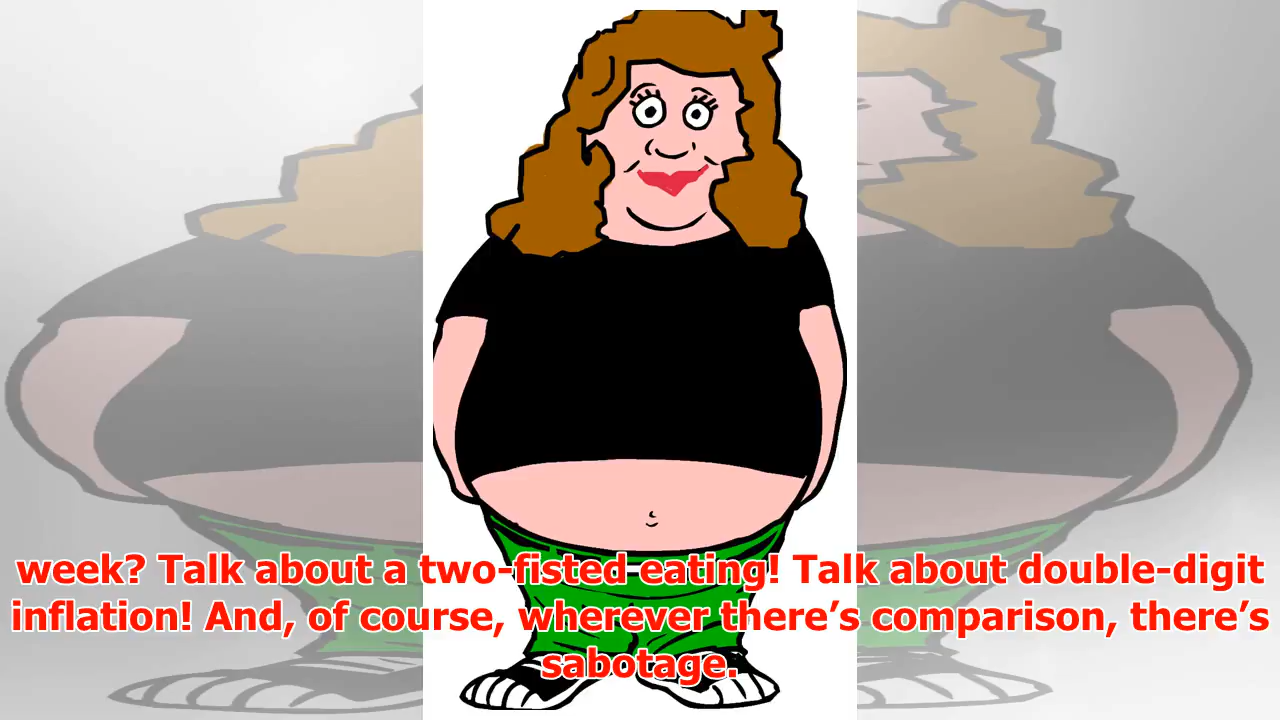 week? Talk about a two-fisted eating! Talk about double-digit
inflation! And, of course, wherever there’s comparison, there’s
sabotage.